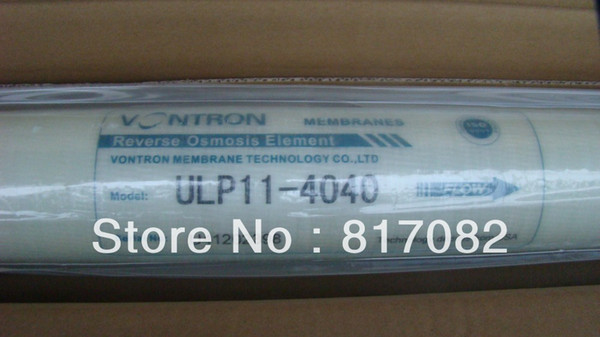 VONTRON MEMBRANES
Reverse Osmosis Element
VONTRON MEMBRANE TECHNOLOGY CO.,LTD
Model: ULP11-4040
Store No : 817082